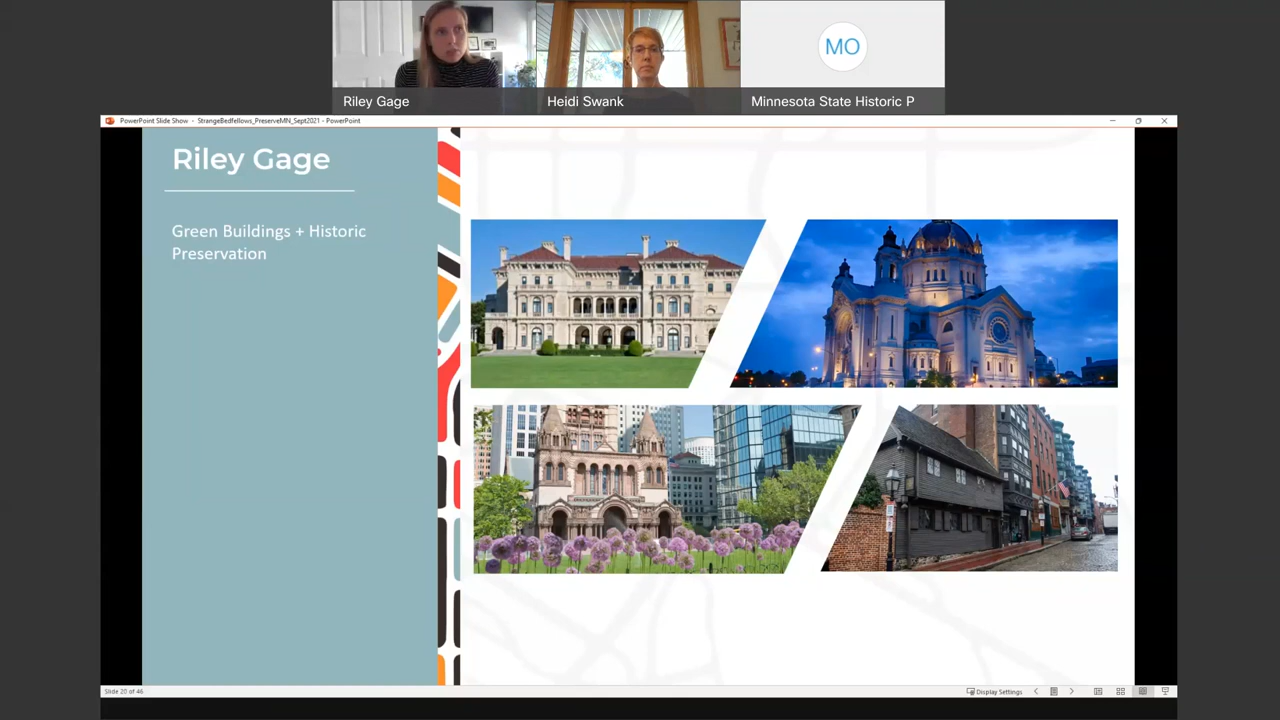 MO
Riley Gage
Heidi Swank
Minnesota State Historic P
PowerPoint Slide Show - StrangeBedfellows_PreserveMN_Sept2021 - PowerPoint
Riley Gage
Green Buildings + Historic
Preservation
Slide 20 of 46
Display Settings